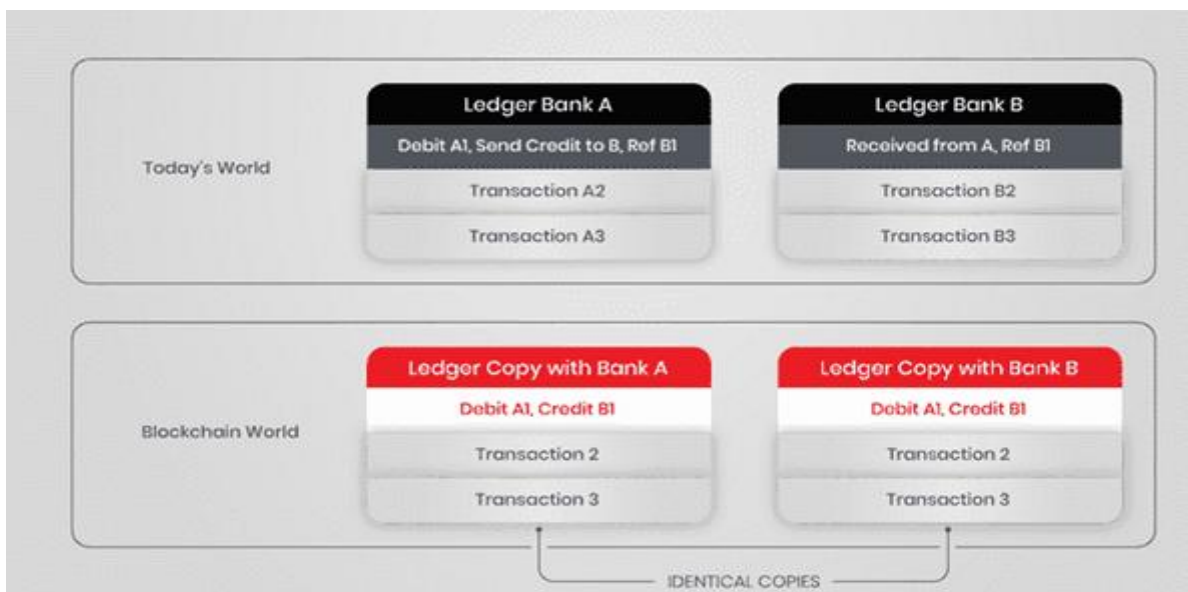 Ledger Bank A
Ledger Bank B
Today's World
Debit A1, Send Credit to B, Ref B1
Received from A, Ref B1
Transaction A2
Transaction B2
Transaction A3
Transaction B3
Ledger Copy with Bank A
Ledger Copy with Bank B
Blockchain World
Debit A1, Credit B1
Debit A1, Credit B1
Transaction 2
Transaction 2
Transaction 3
Transaction 3
IDENTICAL COPIES